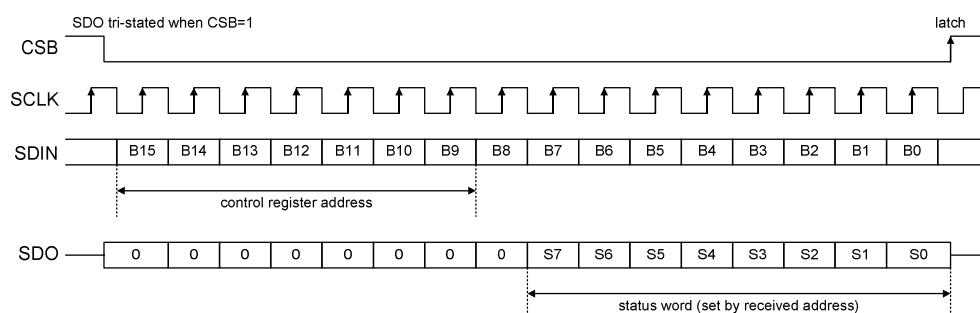 SDO tri-stated when CSB=1 latch
CSB
SCLK
SDIN B15 B14 B13 B12 B11 B10 B9 B8 B7 B6 B5 B4 B3 B2 B1 B0
control register address
SDO 0 0 0 0 0 0 0 0 S7 S6 S5 S4 S3 S2 S1 S0
status word (set by received address)